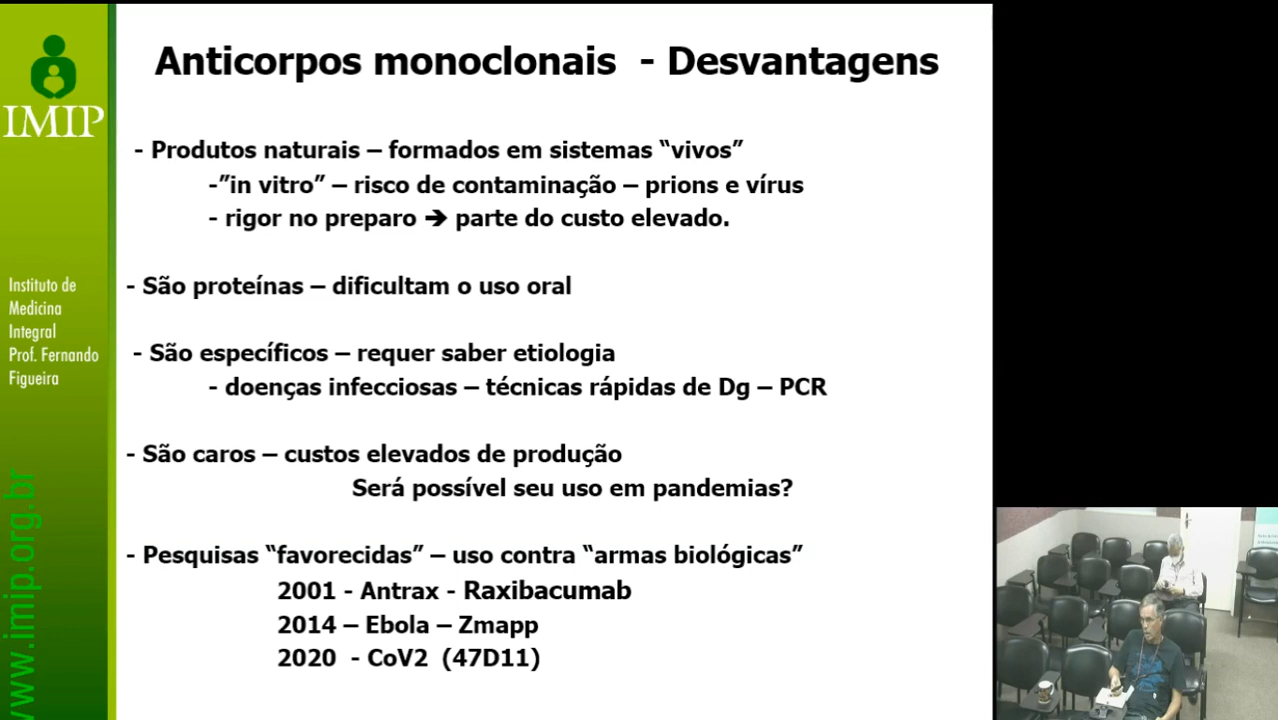 Anticorpos monoclonais - Desvantagens
IMIP
- Produtos naturais – formados em sistemas “vivos”
-”in vitro” – risco de contaminação – prions e vírus
- rigor no preparo ➔ parte do custo elevado.
- São proteínas – dificultam o uso oral
- São específicos – requer saber etiologia
- doenças infecciosas – técnicas rápidas de Dg – PCR
- São caros – custos elevados de produção
Será possível seu uso em pandemias?
- Pesquisas “favorecidas” – uso contra “armas biológicas”
2001 - Antrax - Raxibacumab
2014 – Ebola – Zmapp
2020 - CoV2 (47D11)
Instituto de
Medicina
Integral
Prof. Fernando
Figueira
www.imip.org.br